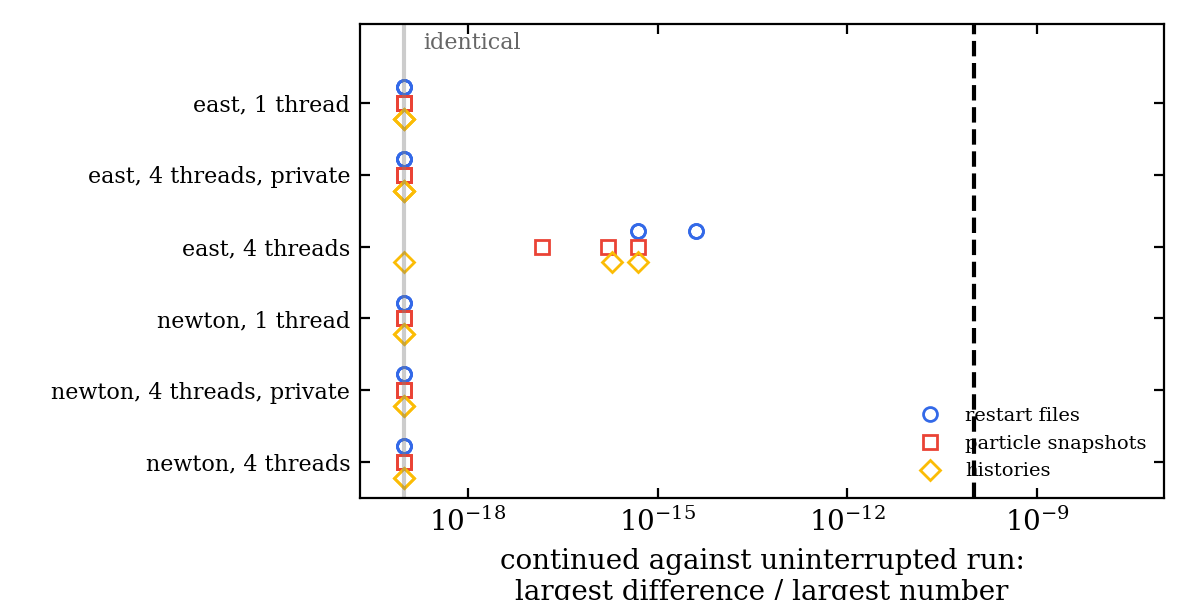 identical
east, 1 thread
east, 4 threads, private
east, 4 threads
newton, 1 thread
newton, 4 threads, private
newton, 4 threads
restart files
particle snapshots
histories
10⁻¹⁸ 10⁻¹⁵ 10⁻¹² 10⁻⁹
continued against uninterrupted run:
largest difference / largest number